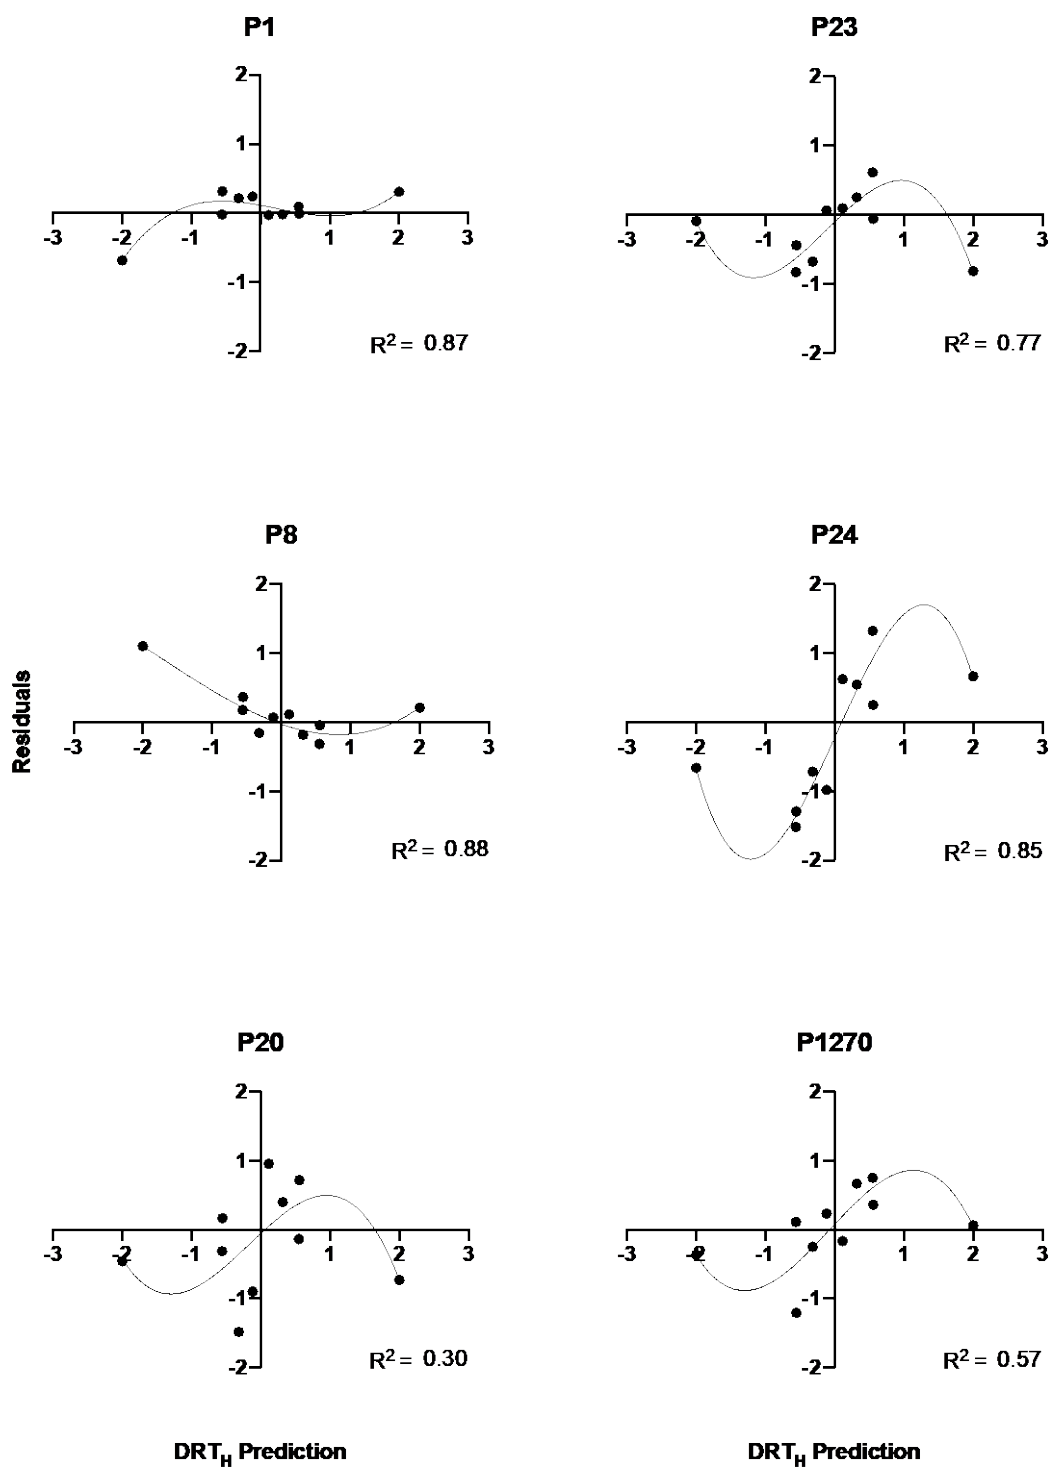 P1
2
1
-3 -2 -1 1 2 3
-1
-2
R² = 0.87
P23
2
1
-3 -2 -1 1 2 3
-1
-2
R² = 0.77
Residuals
P8
2
1
-3 -2 -1 1 2 3
-1
-2
R² = 0.88
P24
2
1
-3 -2 -1 1 2 3
-1
-2
R² = 0.85
P20
2
1
-3 -2 -1 1 2 3
-1
-2
R² = 0.30
DRT_H Prediction
P1270
2
1
-3 -2 -1 1 2 3
-1
-2
R² = 0.57
DRT_H Prediction